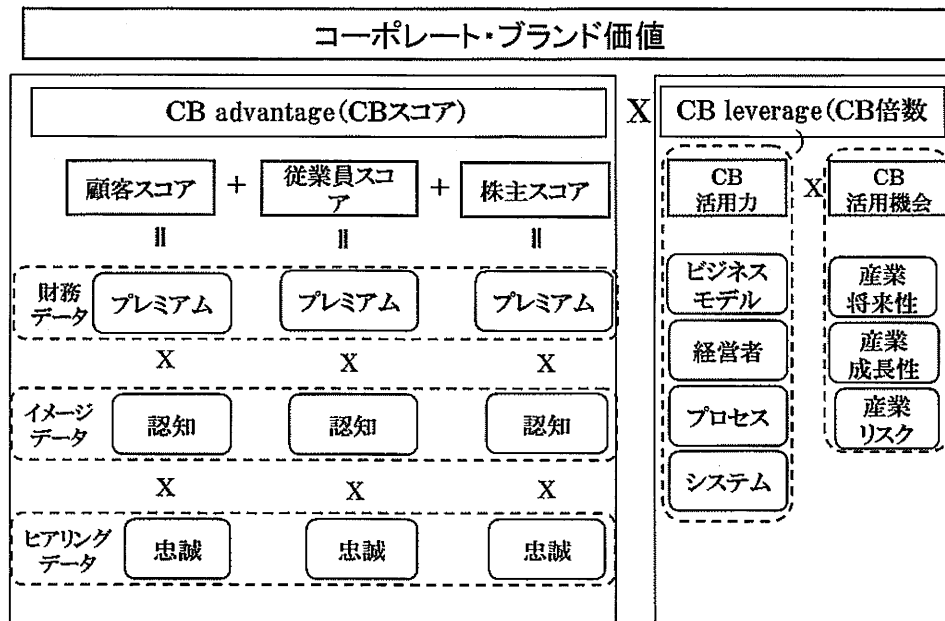 コーポレート・ブランド価値
CB advantage(CBスコア)
X
CB leverage(CB倍数
顧客スコア
+
従業員スコ
ア
+
株主スコア
CB
活用力
X
CB
活用機会
=
=
=
財務
データ
プレミアム
プレミアム
プレミアム
X
X
X
イメージ
データ
認知
認知
認知
X
X
X
ヒアリング
データ
忠誠
忠誠
忠誠
ビジネス
モデル
経営者
プロセス
システム
産業
将来性
産業
成長性
産業
リスク